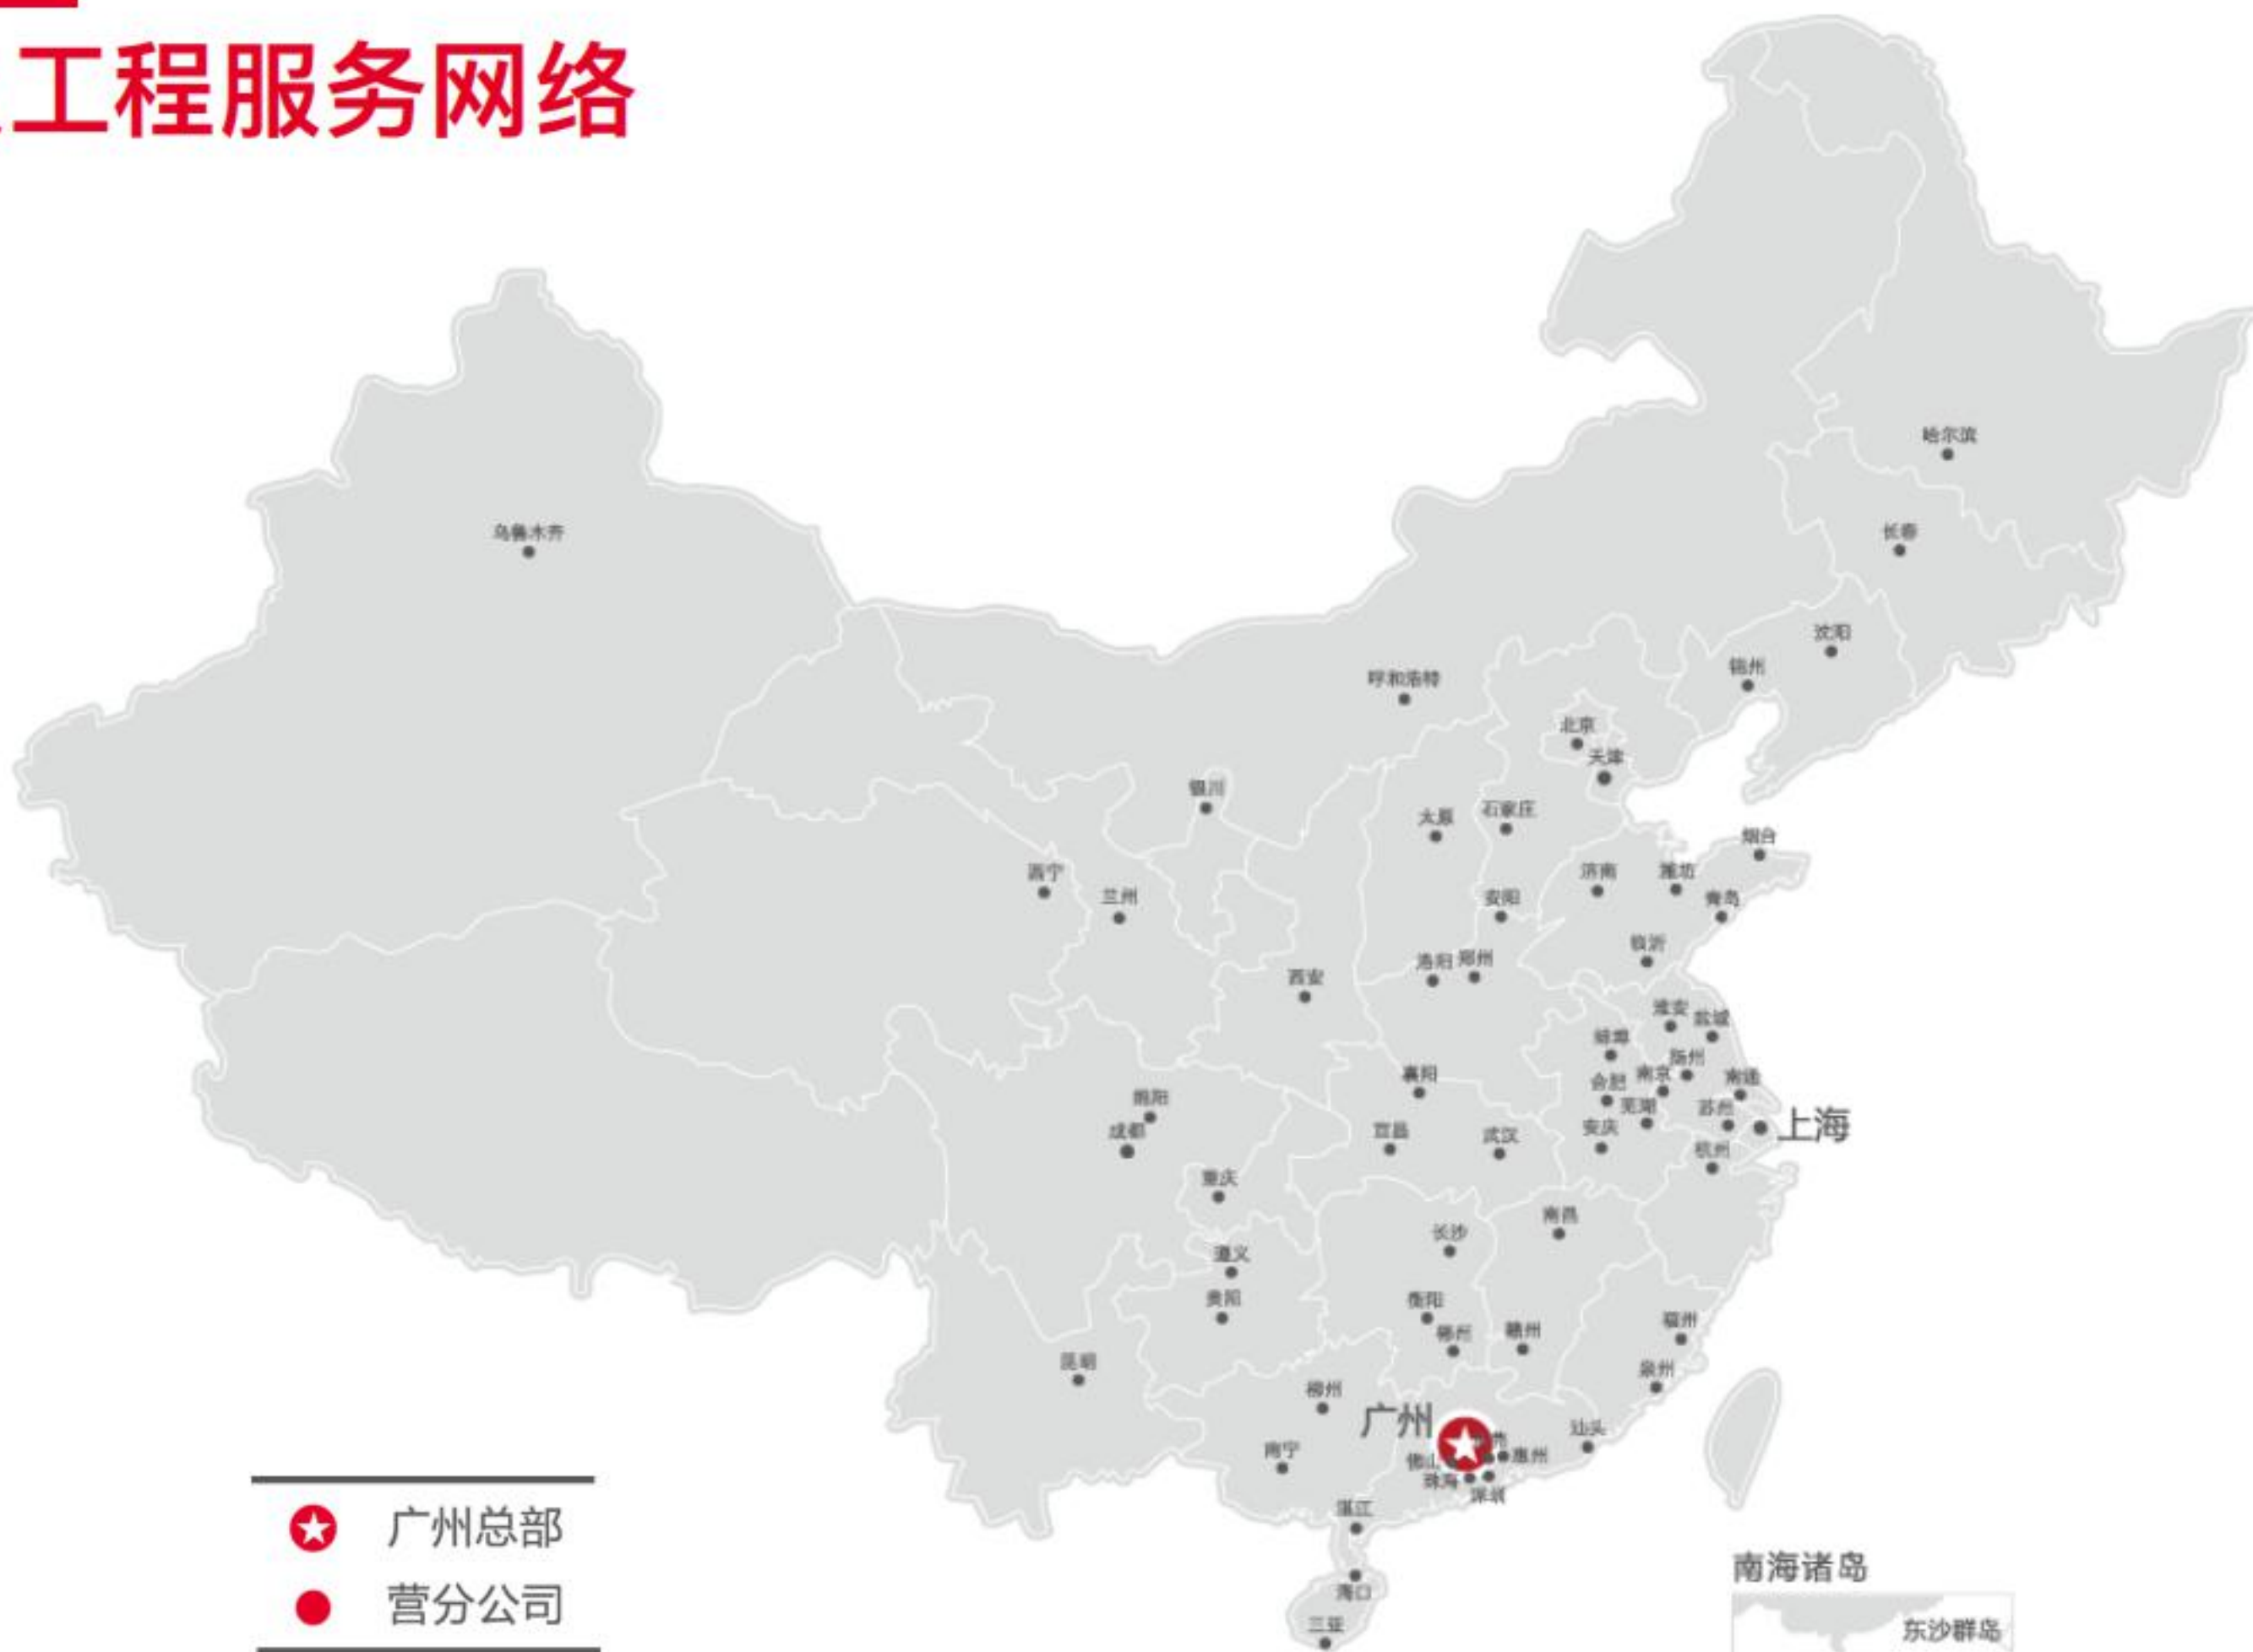 工程服务网络
哈尔滨
乌鲁木齐
长春
沈阳
锦州
呼和浩特
北京
天津
银川
太原
石家庄
烟台
西宁
兰州
济南
潍坊
安阳
青岛
临沂
洛阳
郑州
西安
淮安
盐城
蚌埠
扬州
襄阳
合肥
南京
南通
绵阳
芜湖
苏州
上海
成都
宜昌
武汉
安庆
杭州
重庆
南昌
长沙
遵义
贵阳
衡阳
郴州
赣州
福州
昆明
泉州
柳州
广州
汕头
南宁
佛山
惠州
珠海
深圳
湛江
海口
三亚
广州总部
营分公司
南海诸岛
东沙群岛